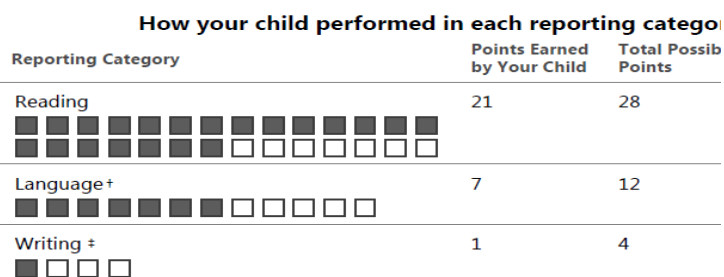 How your child performed in each reporting
Reporting Category
Points Earned by Your Child
Total Possib Points
Reading 21 28
Language† 7 12
Writing ‡ 1 4